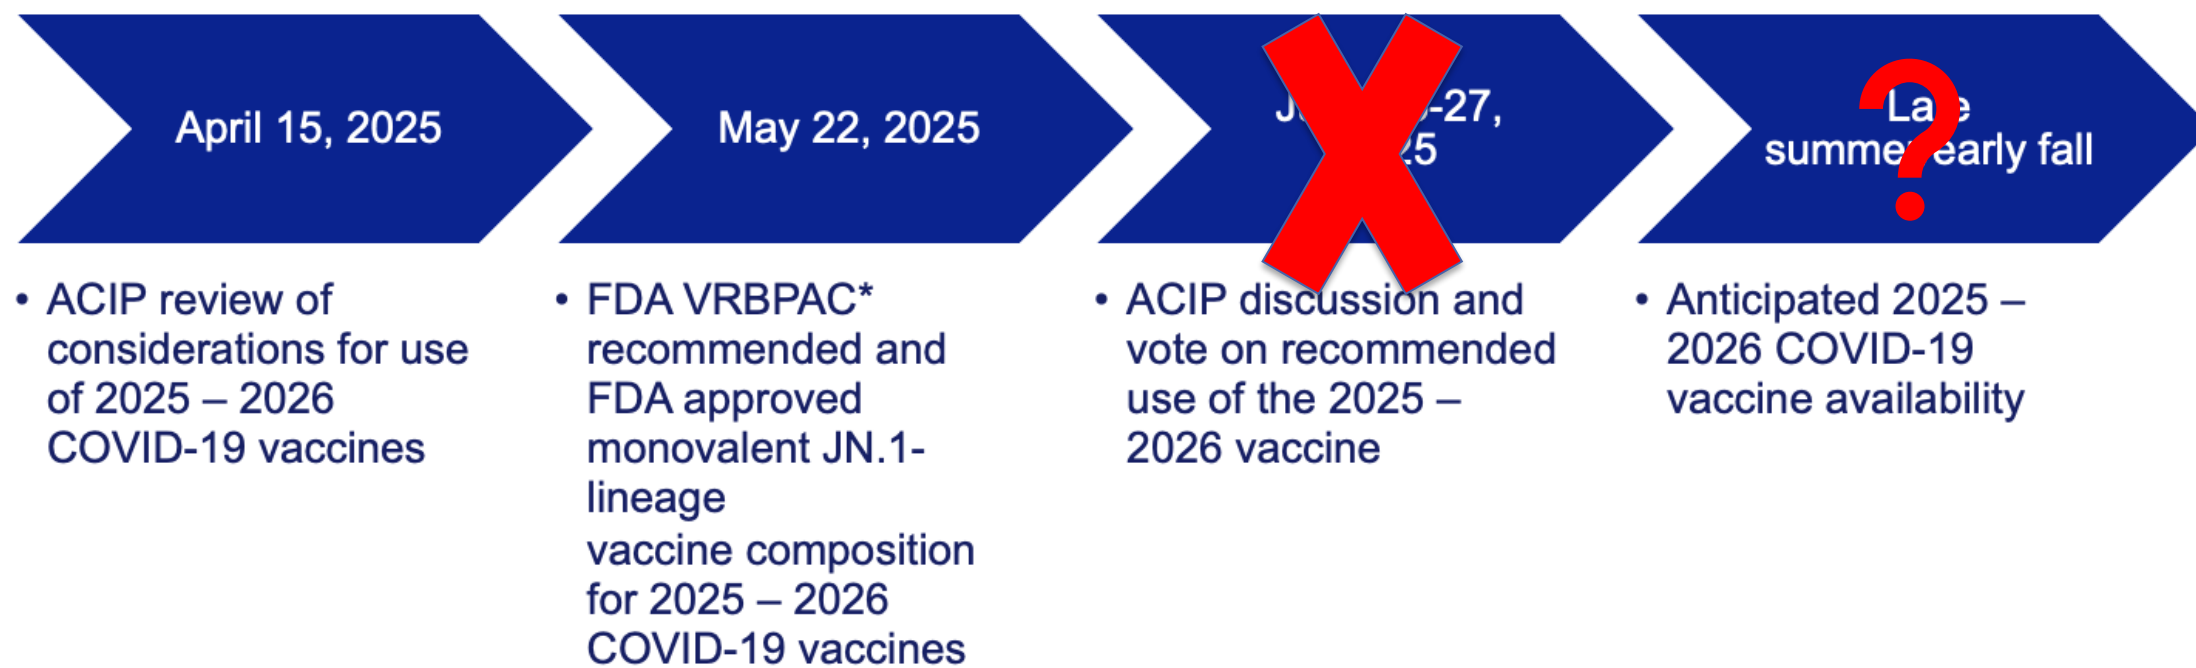 April 15, 2025
May 22, 2025
-27,
25
Late
summer early fall
• ACIP review of
considerations for use
of 2025 – 2026
COVID-19 vaccines
• FDA VRBPAC*
recommended and
FDA approved
monovalent JN.1-
lineage
vaccine composition
for 2025 – 2026
COVID-19 vaccines
• ACIP discussion and
vote on recommended
use of the 2025 –
2026 vaccine
• Anticipated 2025 –
2026 COVID-19
vaccine availability